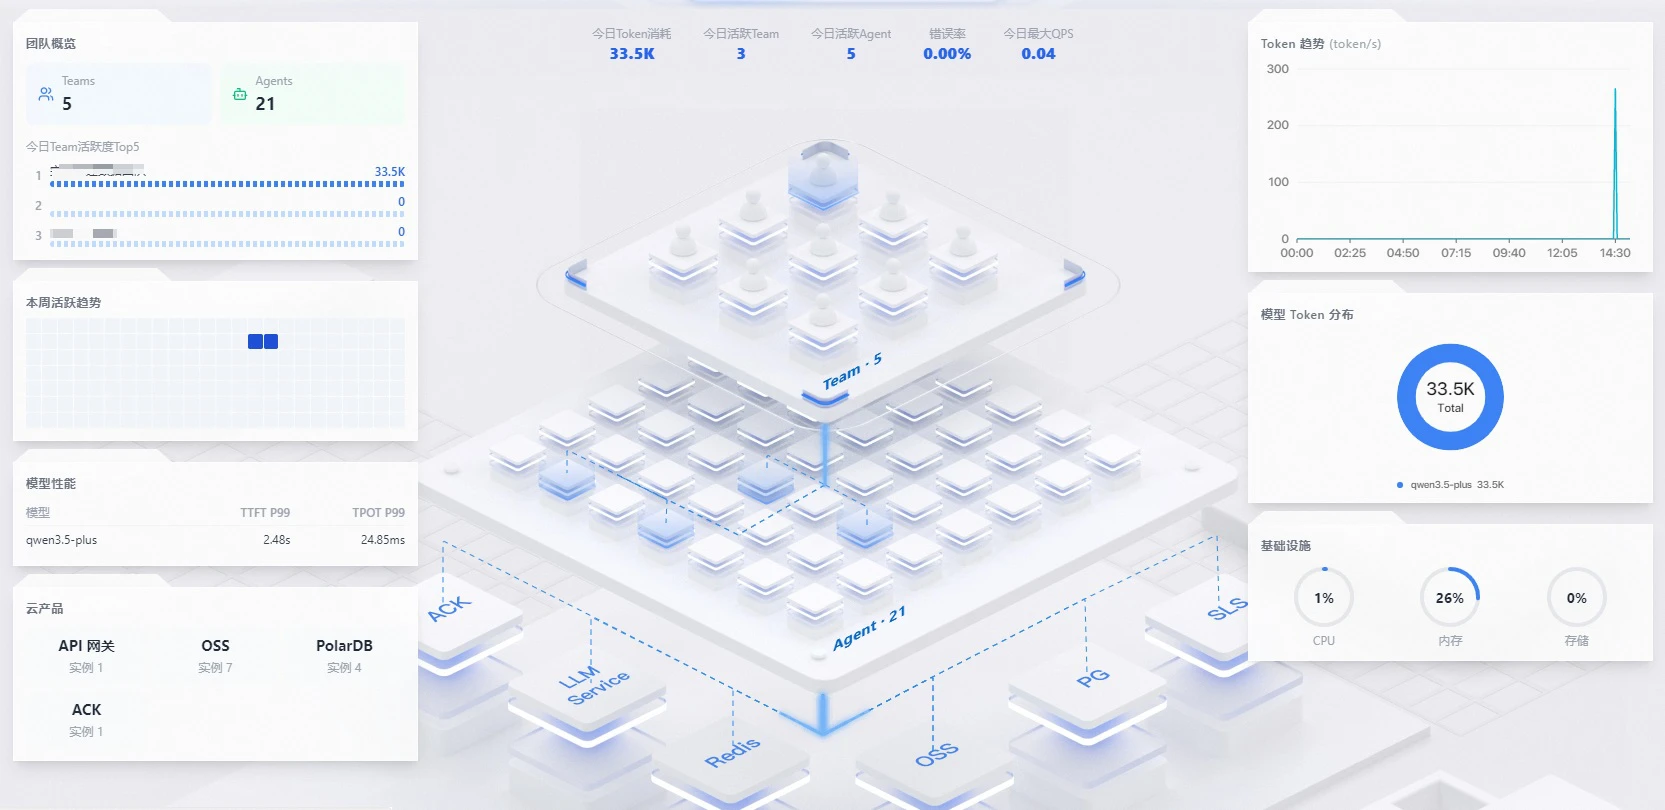 团队概览
Teams
5
Agents
21
今日Team活跃度Top5
1
33.5K
2
0
3
0
本周活跃趋势
模型性能
模型 TTFT P99 TPOT P99
qwen3.5-plus 2.48s 24.85ms
云产品
API 网关 OSS PolarDB
实例 1 实例 7 实例 4
ACK
实例 1
今日Token消耗 今日活跃Team 今日活跃Agent 错误率 今日最大QPS
33.5K 3 5 0.00% 0.04
Team · 5
Agent · 21
ACK
LLM
Service
Redis
OSS
PG
SLS
Token 趋势 (token/s)
300
200
100
0
00:00 02:25 04:50 07:15 09:40 12:05 14:30
模型 Token 分布
33.5K
Total
qwen3.5-plus 33.5K
基础设施
1% 26% 0%
CPU 内存 存储